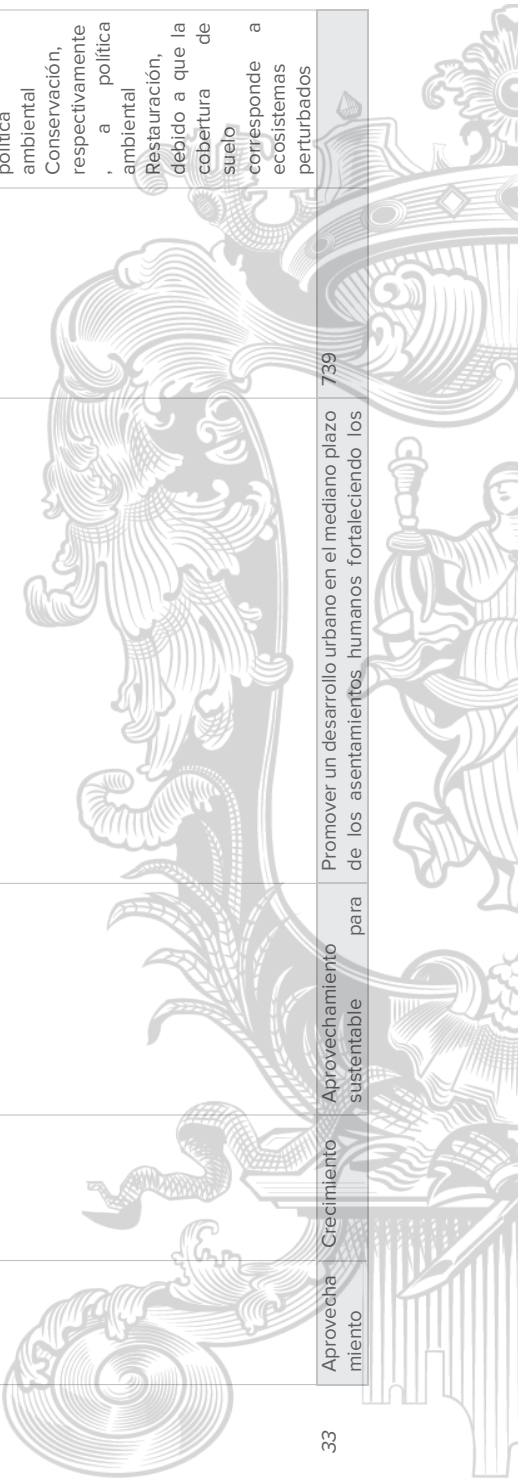 política
ambiental
Conservación,
respectivamente
, a política
ambiental
Restauración,
debido a que la
cobertura de
suelo
corresponde a
ecosistemas
perturbados
33
Aprovecha
miento
Crecimiento
Aprovechamiento para
sustentable
Promover un desarrollo urbano en el mediano plazo
de los asentamientos humanos fortaleciendo los
739